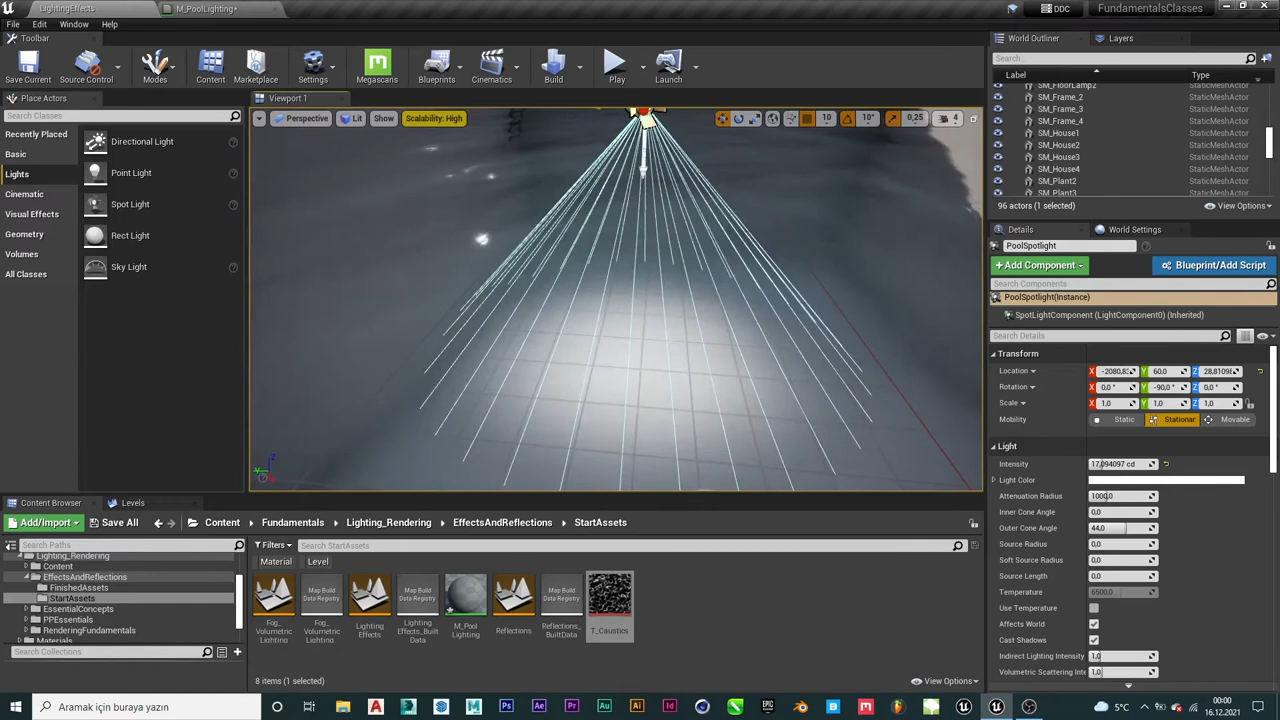 LightingEffects
M_PoolLighting*
File Edit Window Help
DDC
FundamentalsClasses
Toolbar
Save Current
Source Control
Modes
Content
Marketplace
Settings
Megascans
Blueprints
Cinematics
Build
Play
Launch
Place Actors
Search Classes
Recently Placed
Basic
Lights
Cinematic
Visual Effects
Geometry
Volumes
All Classes
Directional Light
Point Light
Spot Light
Rect Light
Sky Light
Viewport 1
Perspective Lit Show Scalability: High 10 10° 0,25 4
World Outliner Layers
Search...
Label Type
SM_FloorLamp2 StaticMeshActor
SM_Frame_2 StaticMeshActor
SM_Frame_3 StaticMeshActor
SM_Frame_4 StaticMeshActor
SM_House1 StaticMeshActor
SM_House2 StaticMeshActor
SM_House3 StaticMeshActor
SM_House4 StaticMeshActor
SM_Plant2 StaticMeshActor
SM_Plant3 StaticMeshActor
96 actors (1 selected) View Options
Details World Settings
PoolSpotlight
+ Add Component Blueprint/Add Script
Search Components
PoolSpotlight(Instance)
SpotLightComponent (LightComponent0) (Inherited)
Search Details
Transform
Location X Y 60,0 Z
Rotation X 0,0 ° Y -90,0 ° Z 0,0 °
Scale X 1,0 Y 1,0 Z 1,0
Mobility Static Stationar Movable
Light
Intensity 17,094097 cd
Light Color
Attenuation Radius 1000,0
Inner Cone Angle 0,0
Outer Cone Angle 44,0
Source Radius 0,0
Soft Source Radius 0,0
Source Length 0,0
Temperature 6500,0
Use Temperature
Affects World
Cast Shadows
Indirect Lighting Intensity 1,0
Volumetric Scattering Inte 1,0
Content Browser Levels
Add/Import Save All Content Fundamentals Lighting_Rendering EffectsAndReflections StartAssets
Search Paths
Filters Search StartAssets
Material Level
Lighting_Rendering
Content
EffectsAndReflections
FinishedAssets
StartAssets
EssentialConcepts
PPEssentials
RenderingFundamentals
Materials
Search Collections
Fog_
Volumetric
Lighting
Map Build
Data Registry
Fog_
Volumetric_
Lighting
Lighting
Effects
Map Build
Data Registry
Lighting
Effects_Built
Data
M_Pool
Lighting
Reflections
Map Build
Data Registry
Reflections_
BuiltData
T_Caustics
8 items (1 selected) View Options
Aramak için buraya yazın
5°C
00:00
16.12.2021